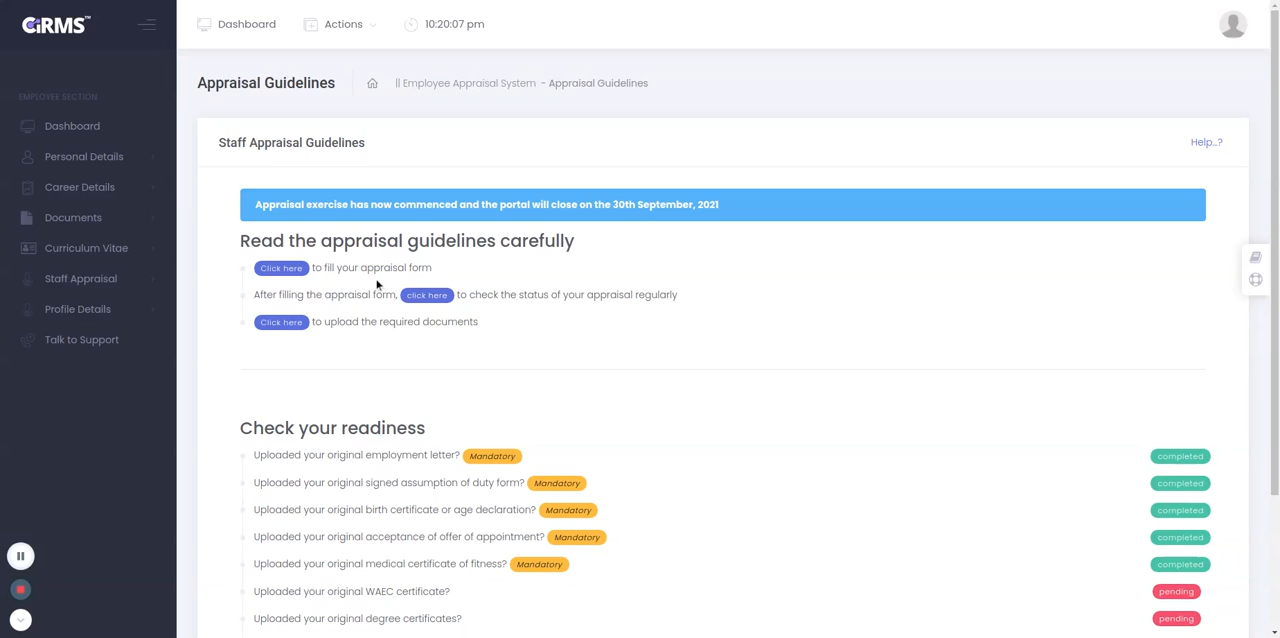 CiRMS™
Dashboard Actions 10:20:07 pm
Appraisal Guidelines || Employee Appraisal System - Appraisal Guidelines
EMPLOYEE SECTION
Dashboard
Personal Details
Career Details
Documents
Curriculum Vitae
Staff Appraisal
Profile Details
Talk to Support
Staff Appraisal Guidelines Help..?
Appraisal exercise has now commenced and the portal will close on the 30th September, 2021
Read the appraisal guidelines carefully
Click here to fill your appraisal form
After filling the appraisal form, click here to check the status of your appraisal regularly
Click here to upload the required documents
Check your readiness
Uploaded your original employment letter? Mandatory completed
Uploaded your original signed assumption of duty form? Mandatory completed
Uploaded your original birth certificate or age declaration? Mandatory completed
Uploaded your original acceptance of offer of appointment? Mandatory completed
Uploaded your original medical certificate of fitness? Mandatory completed
Uploaded your original WAEC certificate? pending
Uploaded your original degree certificates? pending